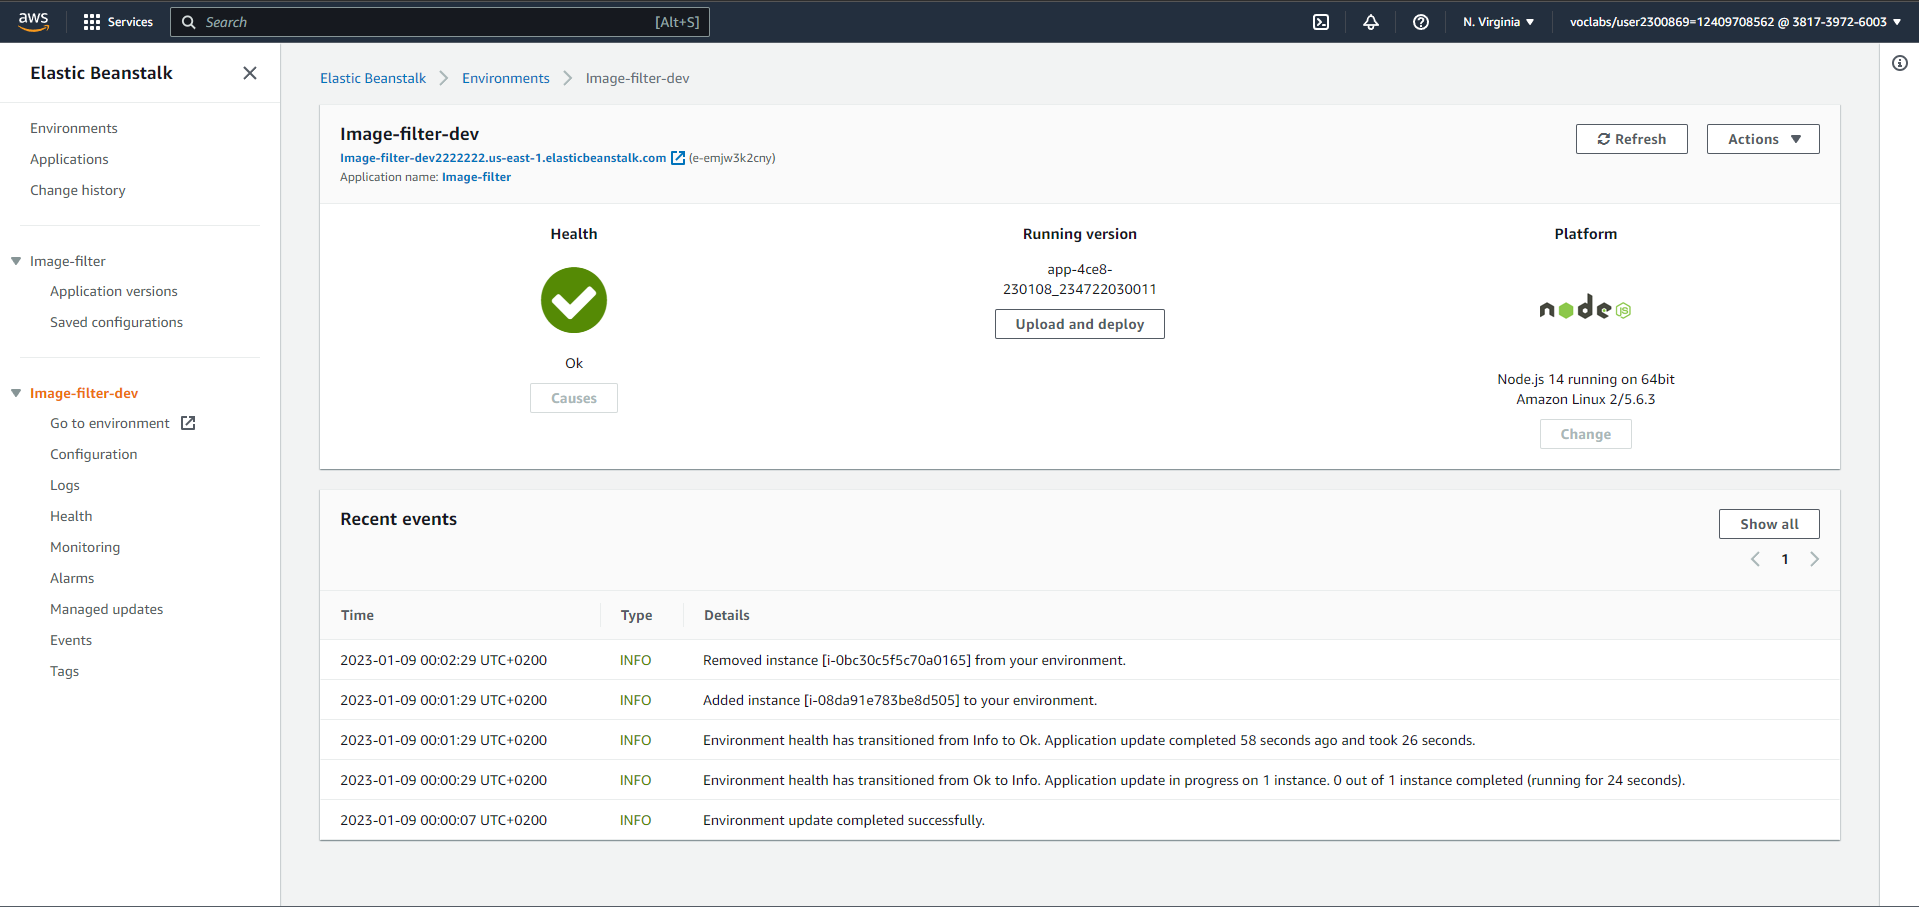 aws
Services
Search
[Alt+S]
N. Virginia
voclabs/user2300869=12409708562 @ 3817-3972-6003
Elastic Beanstalk
Environments
Applications
Change history
Image-filter
Application versions
Saved configurations
Image-filter-dev
Go to environment
Configuration
Logs
Health
Monitoring
Alarms
Managed updates
Events
Tags
Elastic Beanstalk
Environments
Image-filter-dev
Image-filter-dev
Image-filter-dev2222222.us-east-1.elasticbeanstalk.com (e-emjw3k2cny)
Application name: Image-filter
Refresh
Actions
Health
Ok
Causes
Running version
app-4ce8-
230108_234722030011
Upload and deploy
Platform
node JS
Node.js 14 running on 64bit
Amazon Linux 2/5.6.3
Change
Recent events
Show all
1
Time Type Details
2023-01-09 00:02:29 UTC+0200 INFO Removed instance [i-0bc30c5f5c70a0165] from your environment.
2023-01-09 00:01:29 UTC+0200 INFO Added instance [i-08da91e783be8d505] to your environment.
2023-01-09 00:01:29 UTC+0200 INFO Environment health has transitioned from Info to Ok. Application update completed 58 seconds ago and took 26 seconds.
2023-01-09 00:00:29 UTC+0200 INFO Environment health has transitioned from Ok to Info. Application update in progress on 1 instance. 0 out of 1 instance completed (running for 24 seconds).
2023-01-09 00:00:07 UTC+0200 INFO Environment update completed successfully.